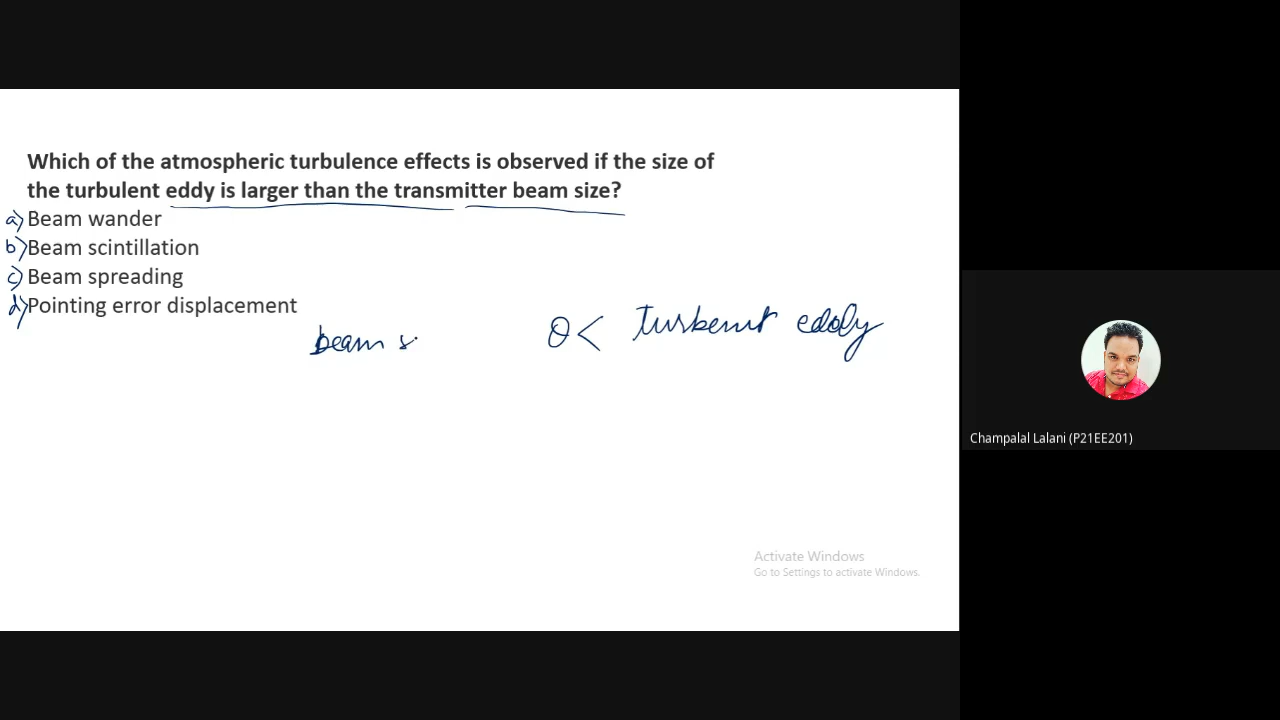 Which of the atmospheric turbulence effects is observed if the size of
the turbulent eddy is larger than the transmitter beam size?
a) Beam wander
b) Beam scintillation
c) Beam spreading
d) Pointing error displacement
beam s
θ < turbent eddy
Champalal Lalani (P21EE201)
Activate Windows
Go to Settings to activate Windows.